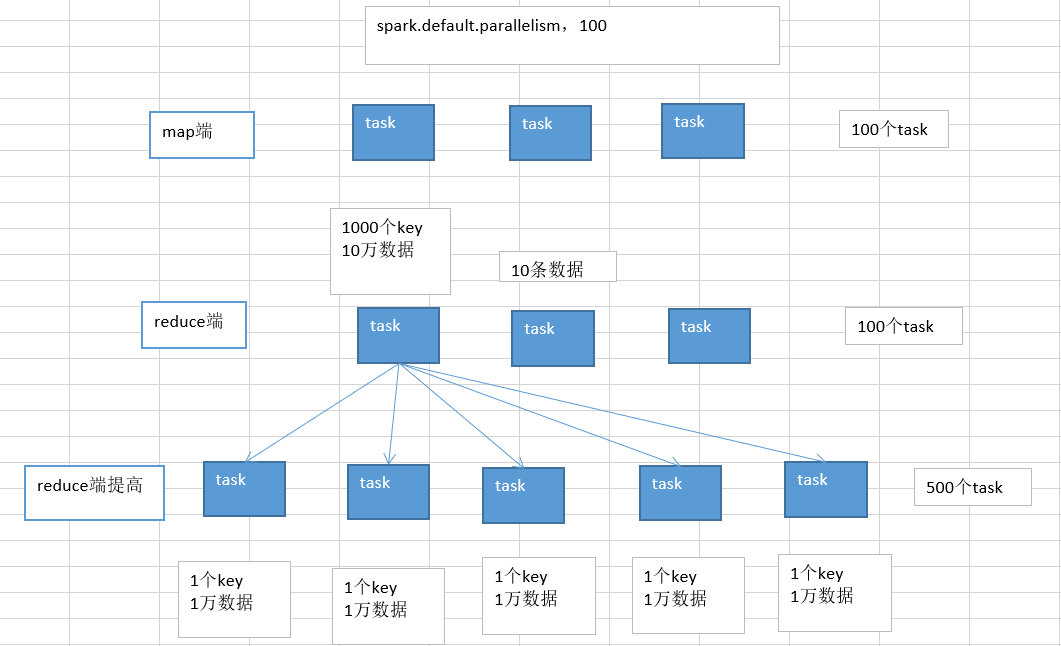 spark.default.parallelism，100
map端
task
task
task
100个task
1000个key
10万数据
10条数据
reduce端
task
task
task
100个task
reduce端提高
task
task
task
task
task
500个task
1个key
1万数据
1个key
1万数据
1个key
1万数据
1个key
1万数据
1个key
1万数据